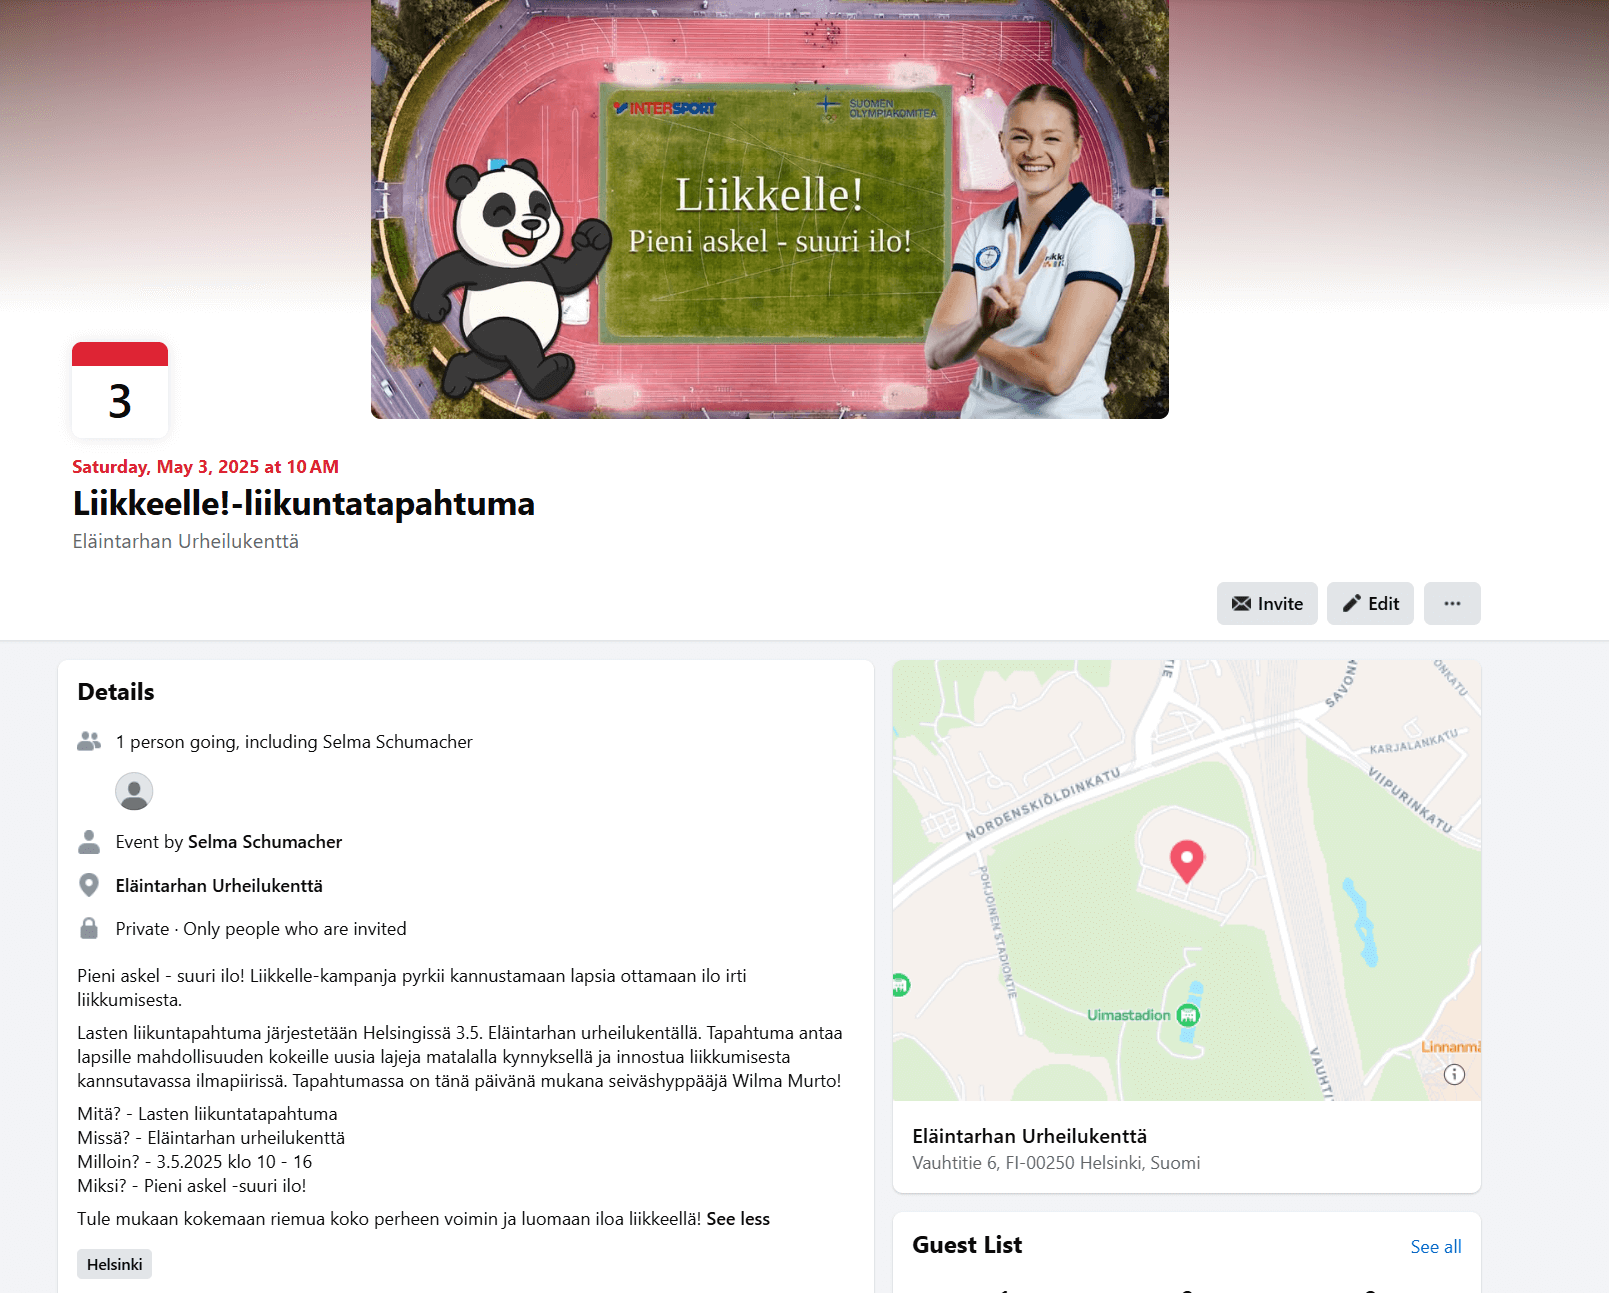 INTERSPORT
SUOMEN
OLYMPIAKOMITEA
Liikkelle!
Pieni askel - suuri ilo!
3
Saturday, May 3, 2025 at 10 AM
Liikkeelle!-liikuntatapahtuma
Eläintarhan Urheilukenttä
Invite
Edit
Details
1 person going, including Selma Schumacher
Event by Selma Schumacher
Eläintarhan Urheilukenttä
Private · Only people who are invited
Pieni askel - suuri ilo! Liikkelle-kampanja pyrkii kannustamaan lapsia ottamaan ilo irti
liikkumisesta.
Lasten liikuntapahtuma järjestetään Helsingissä 3.5. Eläintarhan urheilukentällä. Tapahtuma antaa
lapsille mahdollisuuden kokeille uusia lajeja matalalla kynnyksellä ja innostua liikkumisesta
kannsutavassa ilmapiirissä. Tapahtumassa on tänä päivänä mukana seiväshyppääjä Wilma Murto!
Mitä? - Lasten liikuntatapahtuma
Missä? - Eläintarhan urheilukenttä
Milloin? - 3.5.2025 klo 10 - 16
Miksi? - Pieni askel -suuri ilo!
Tule mukaan kokemaan riemua koko perheen voimin ja luomaan iloa liikkeellä! See less
Helsinki
TIE
SAVONN
ÖNKATU
KARJALANKATU
VIIPURINKATU
NORDENSKIÖLDINKATU
POHJOINEN STADIONTIE
Uimastadion
Linnanmä
VAUHTI
Eläintarhan Urheilukenttä
Vauhtitie 6, FI-00250 Helsinki, Suomi
Guest List
See all